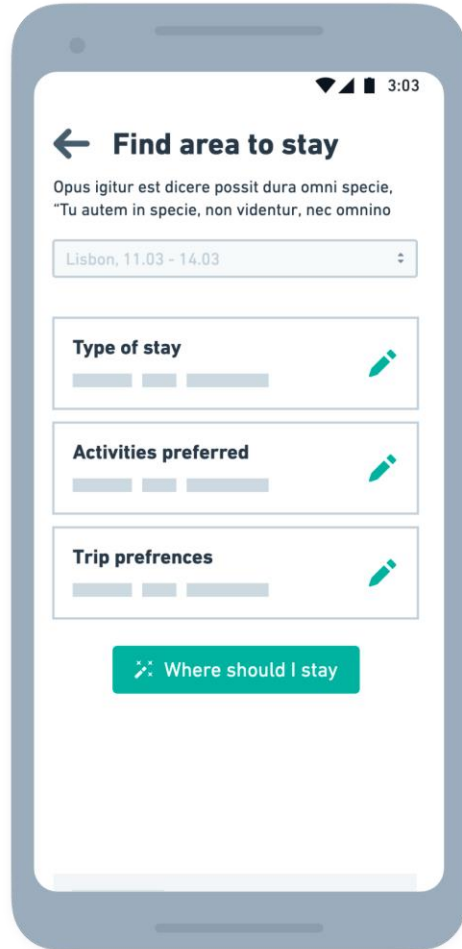 3:03
Find area to stay
Opus igitur est dicere possit dura omni specie,
“Tu autem in specie, non videntur, nec omnino
Lisbon, 11.03 - 14.03
Type of stay
Activities preferred
Trip prefrences
Where should I stay